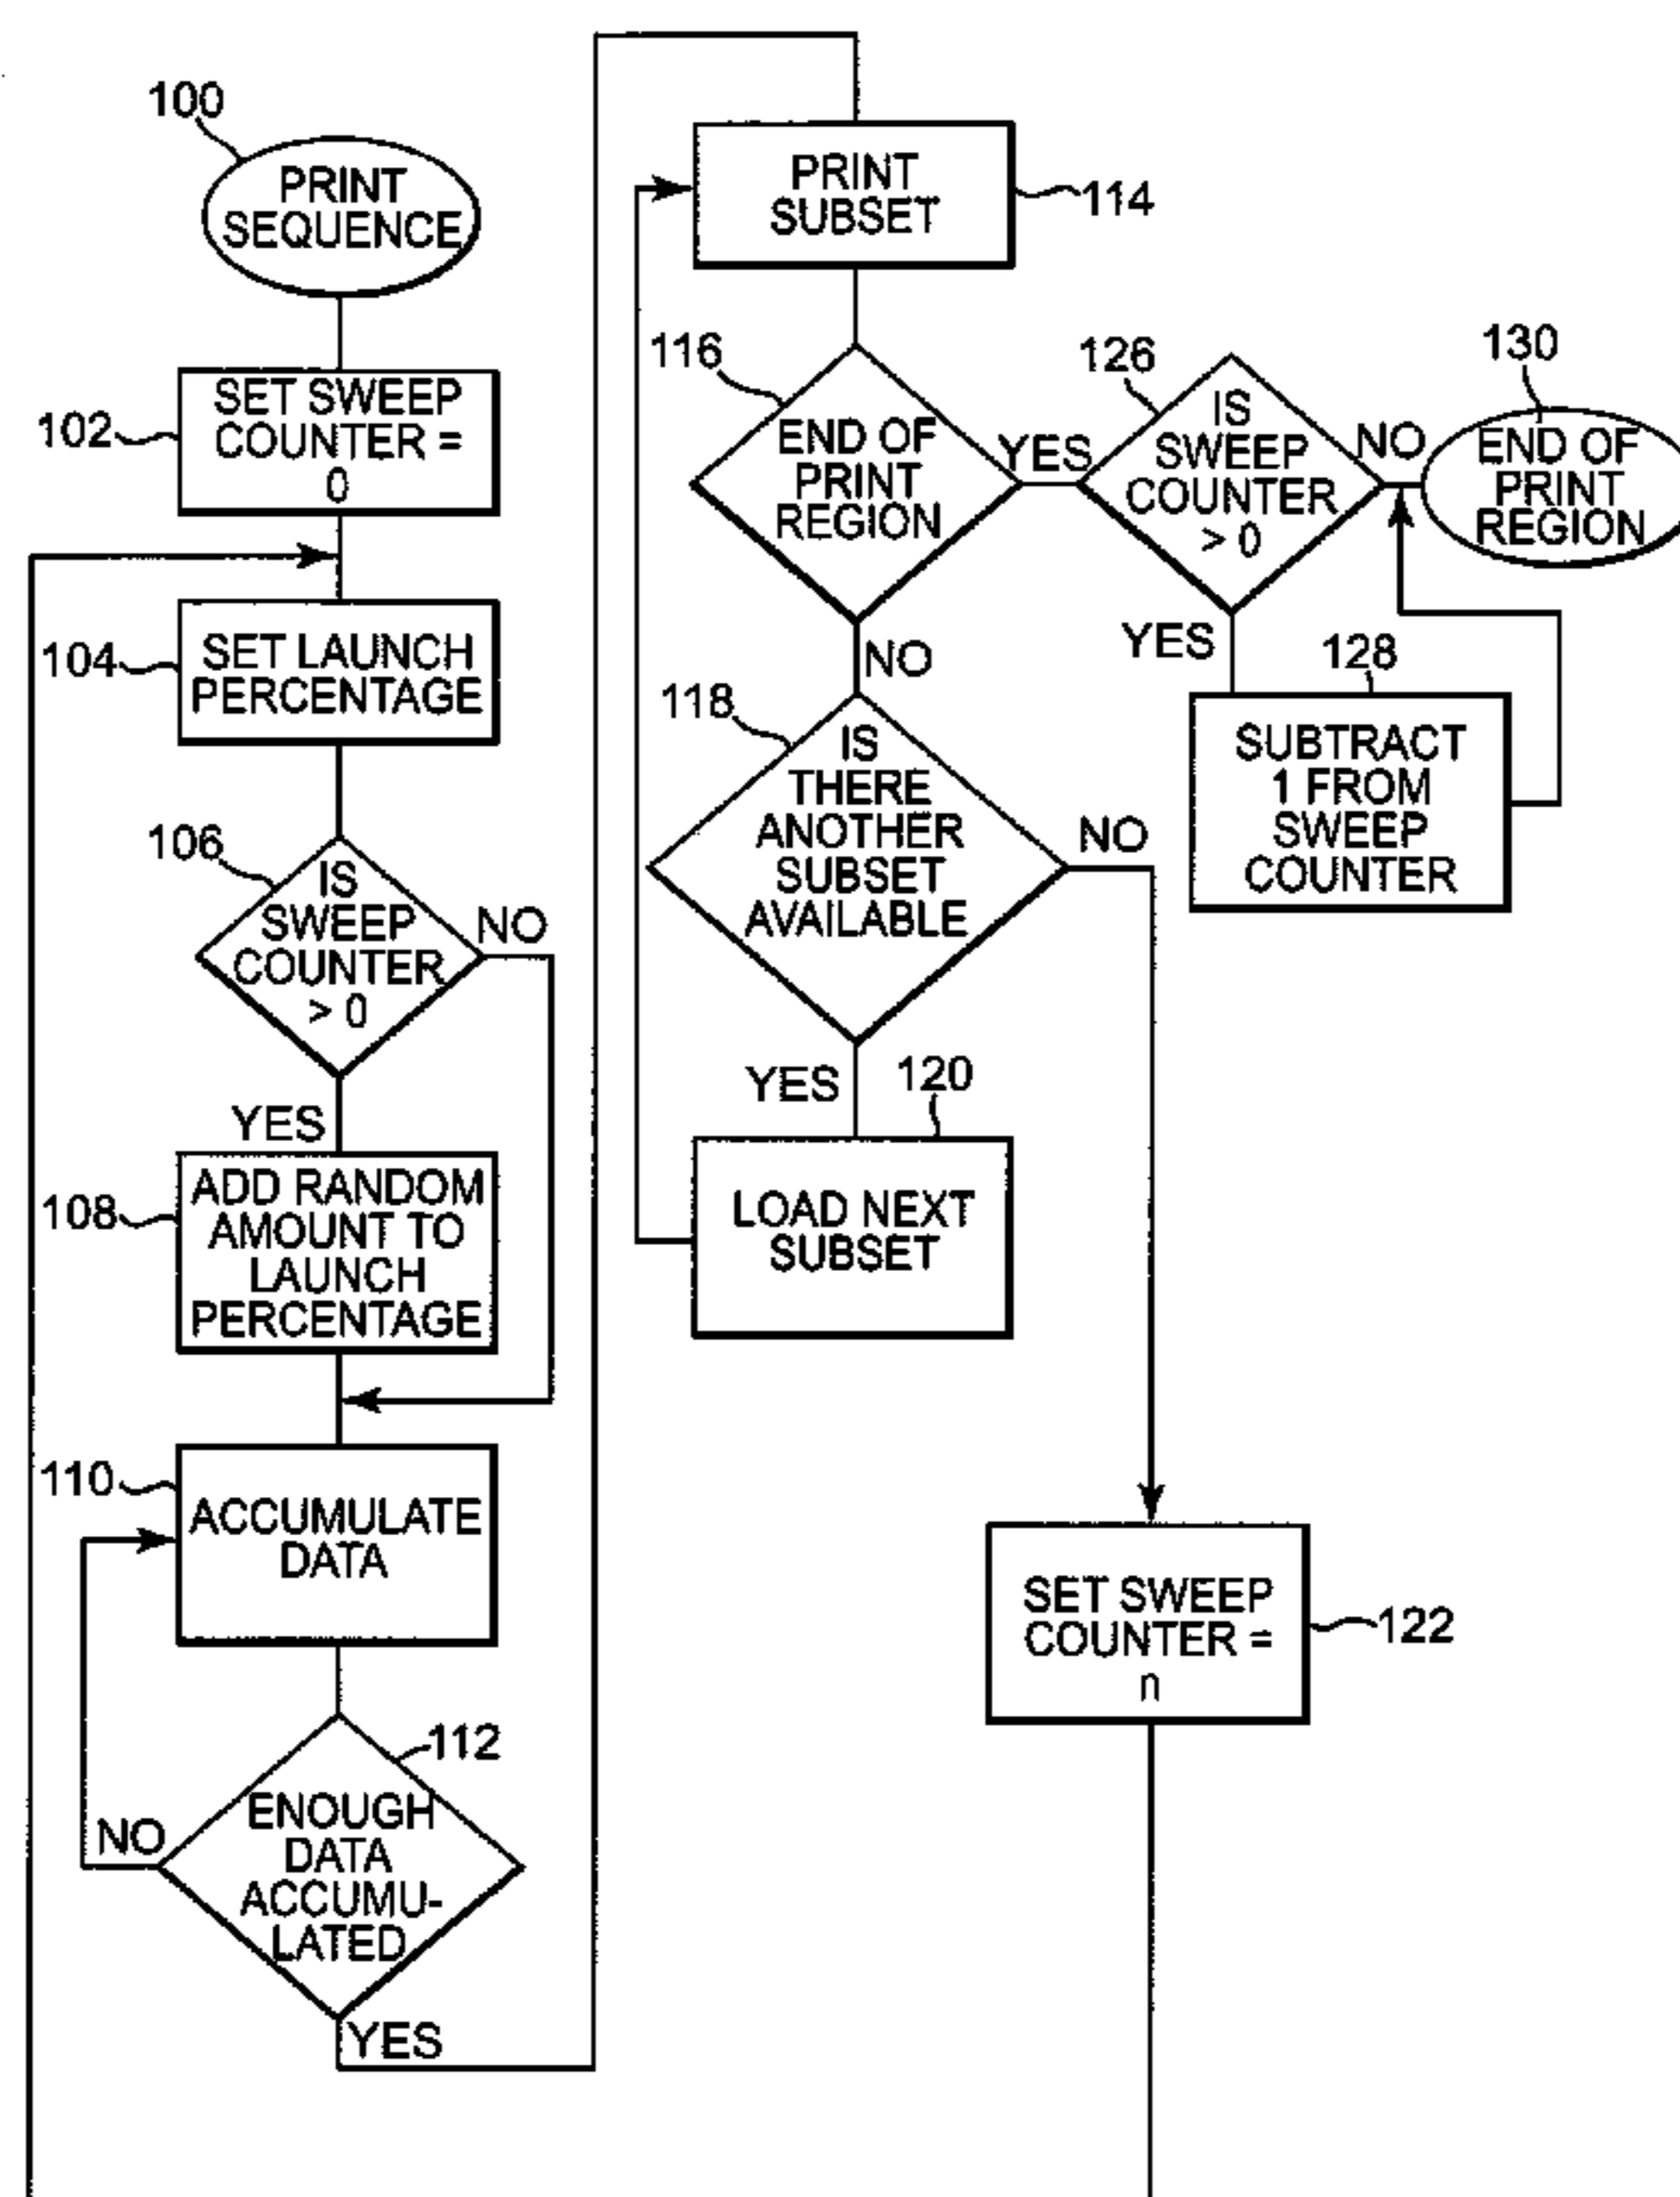 100
PRINT
SEQUENCE
102
SET SWEEP
COUNTER =
0
104
SET LAUNCH
PERCENTAGE
106
IS
SWEEP
COUNTER
> 0
NO
YES
108
ADD RANDOM
AMOUNT TO
LAUNCH
PERCENTAGE
110
ACCUMULATE
DATA
112
ENOUGH
DATA
ACCUMU-
LATED
NO
YES
PRINT
SUBSET
114
116
END OF
PRINT
REGION
YES
NO
118
IS
THERE
ANOTHER
SUBSET
AVAILABLE
NO
YES
120
LOAD NEXT
SUBSET
122
SET SWEEP
COUNTER =
n
126
IS
SWEEP
COUNTER
> 0
NO
YES
128
SUBTRACT
1 FROM
SWEEP
COUNTER
130
END OF
PRINT
REGION